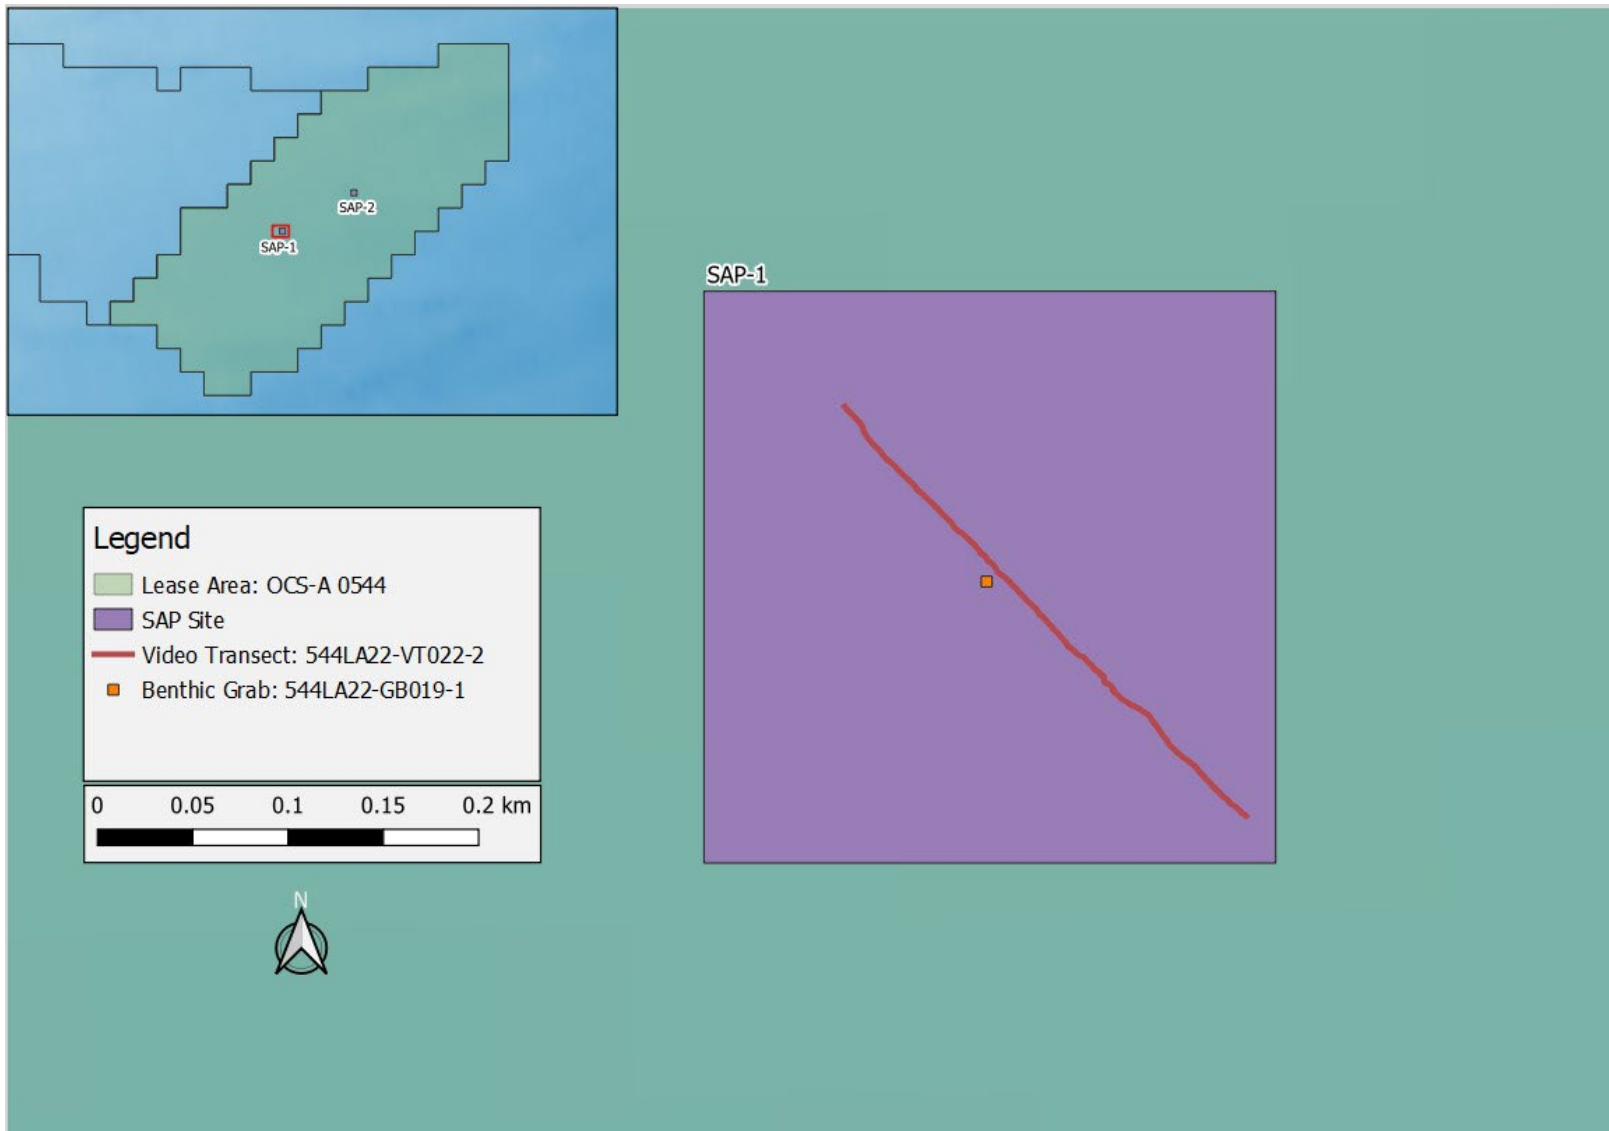 SAP-2
SAP-1
SAP-1
Legend
Lease Area: OCS-A 0544
SAP Site
Video Transect: 544LA22-VT022-2
Benthic Grab: 544LA22-GB019-1
0 0.05 0.1 0.15 0.2 km
N